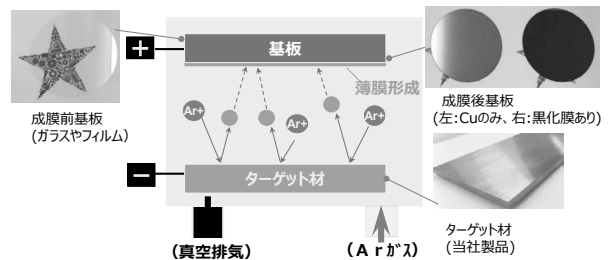 +
基板
薄膜形成
Ar+
Ar+
Ar+
成膜前基板
(ガラスやフィルム)
成膜後基板
(左:Cuのみ、右:黒化膜あり)
−
ターゲット材
ターゲット材
(当社製品)
(真空排気)
(Arガス)